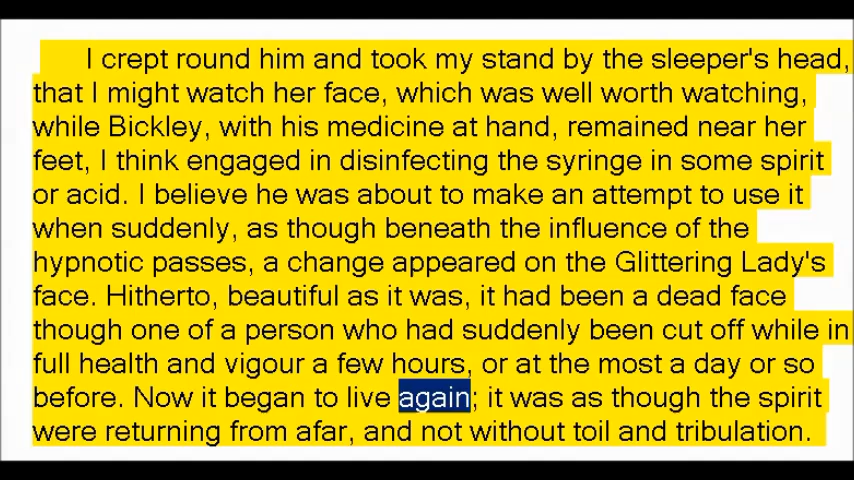 I crept round him and took my stand by the sleeper's head,
that I might watch her face, which was well worth watching,
while Bickley, with his medicine at hand, remained near her
feet, I think engaged in disinfecting the syringe in some spirit
or acid. I believe he was about to make an attempt to use it
when suddenly, as though beneath the influence of the
hypnotic passes, a change appeared on the Glittering Lady's
face. Hitherto, beautiful as it was, it had been a dead face
though one of a person who had suddenly been cut off while in
full health and vigour a few hours, or at the most a day or so
before. Now it began to live again; it was as though the spirit
were returning from afar, and not without toil and tribulation.